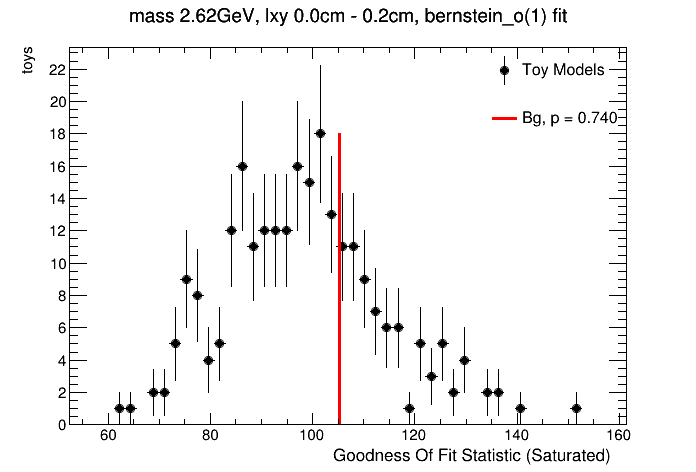 mass 2.62GeV, lxy 0.0cm - 0.2cm, bernstein_o(1) fit
toys
22
20
18
16
14
12
10
8
6
4
2
0
Toy Models
Bg, p = 0.740
60 80 100 120 140 160
Goodness Of Fit Statistic (Saturated)